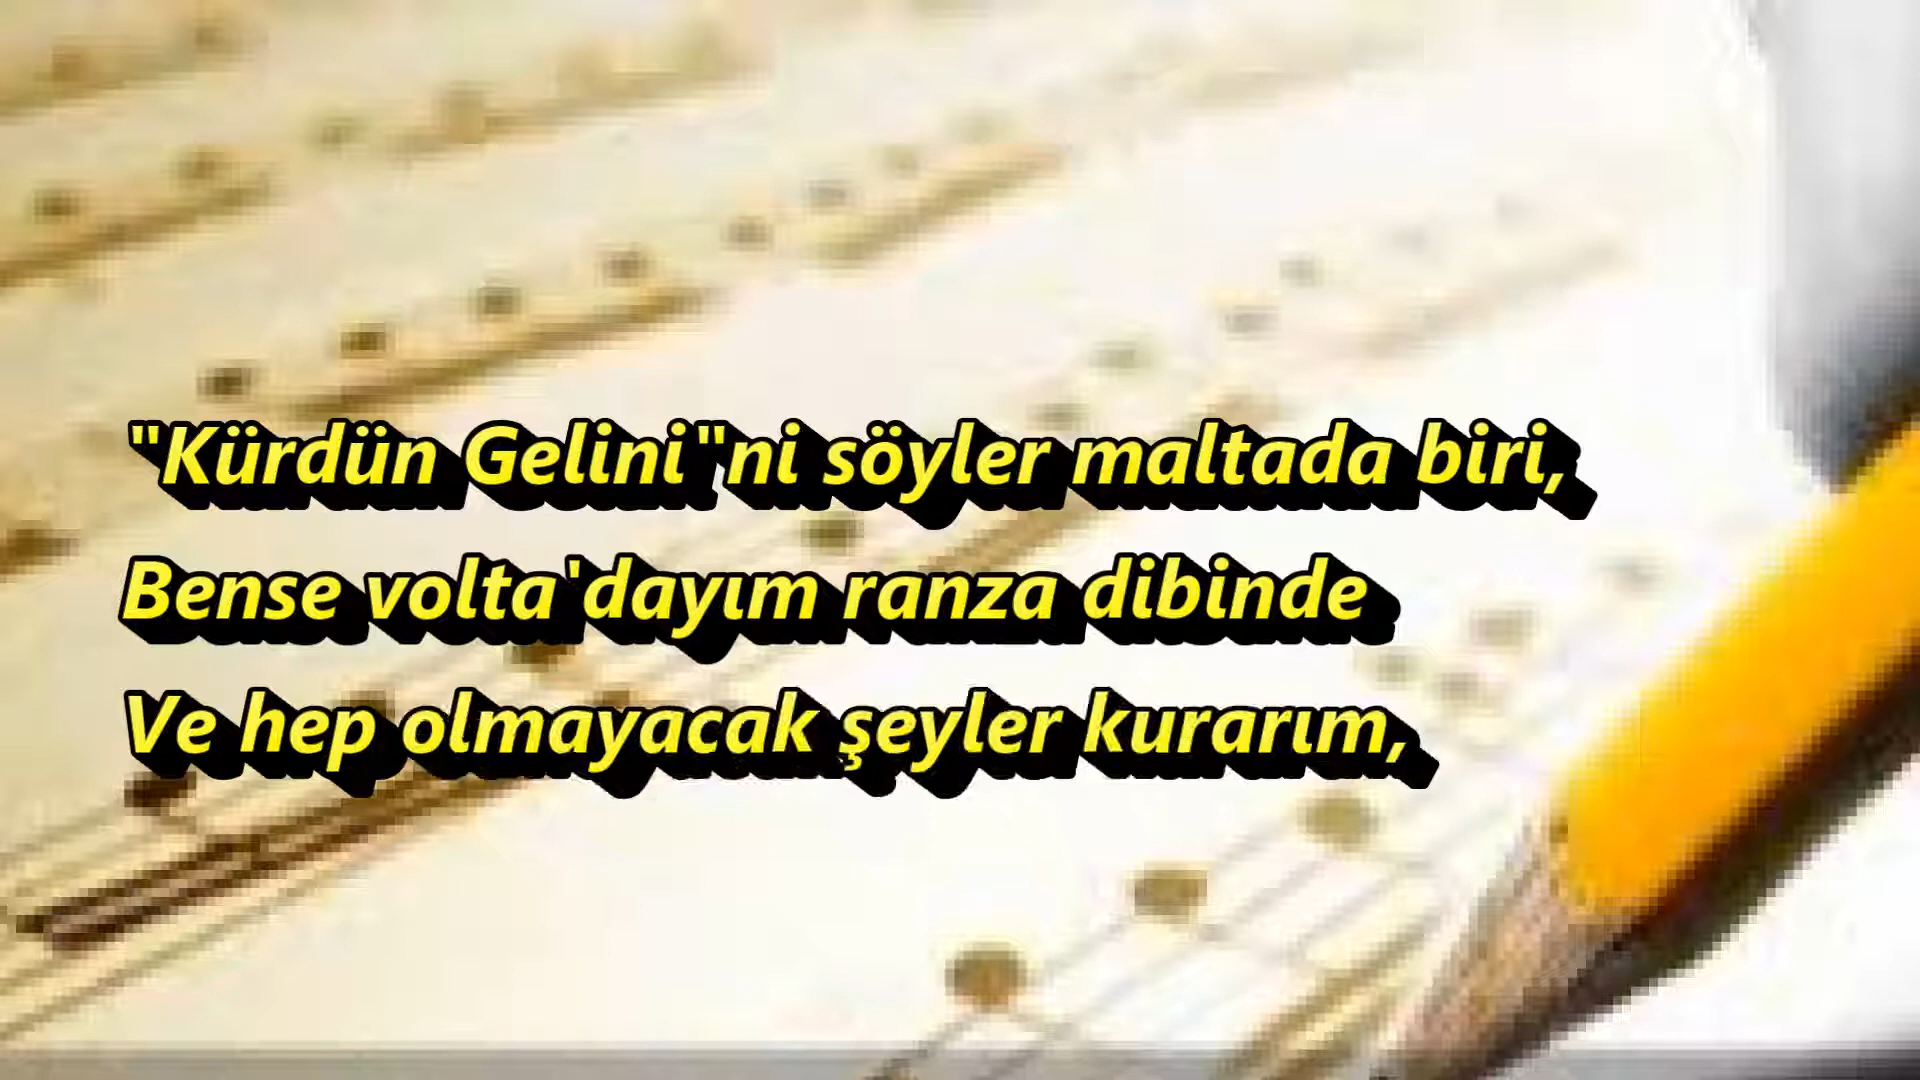 "Kürdün Gelini"ni söyler maltada biri,
Bense volta'dayım ranza dibinde
Ve hep olmayacak şeyler kurarım,